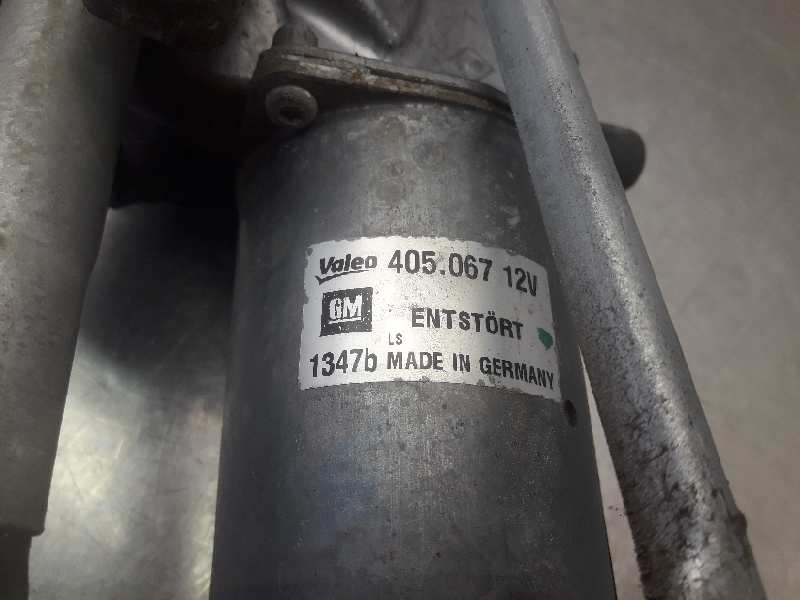 Valeo 405.067 12V
GM ENTSTÖRT
LS
1347b MADE IN GERMANY